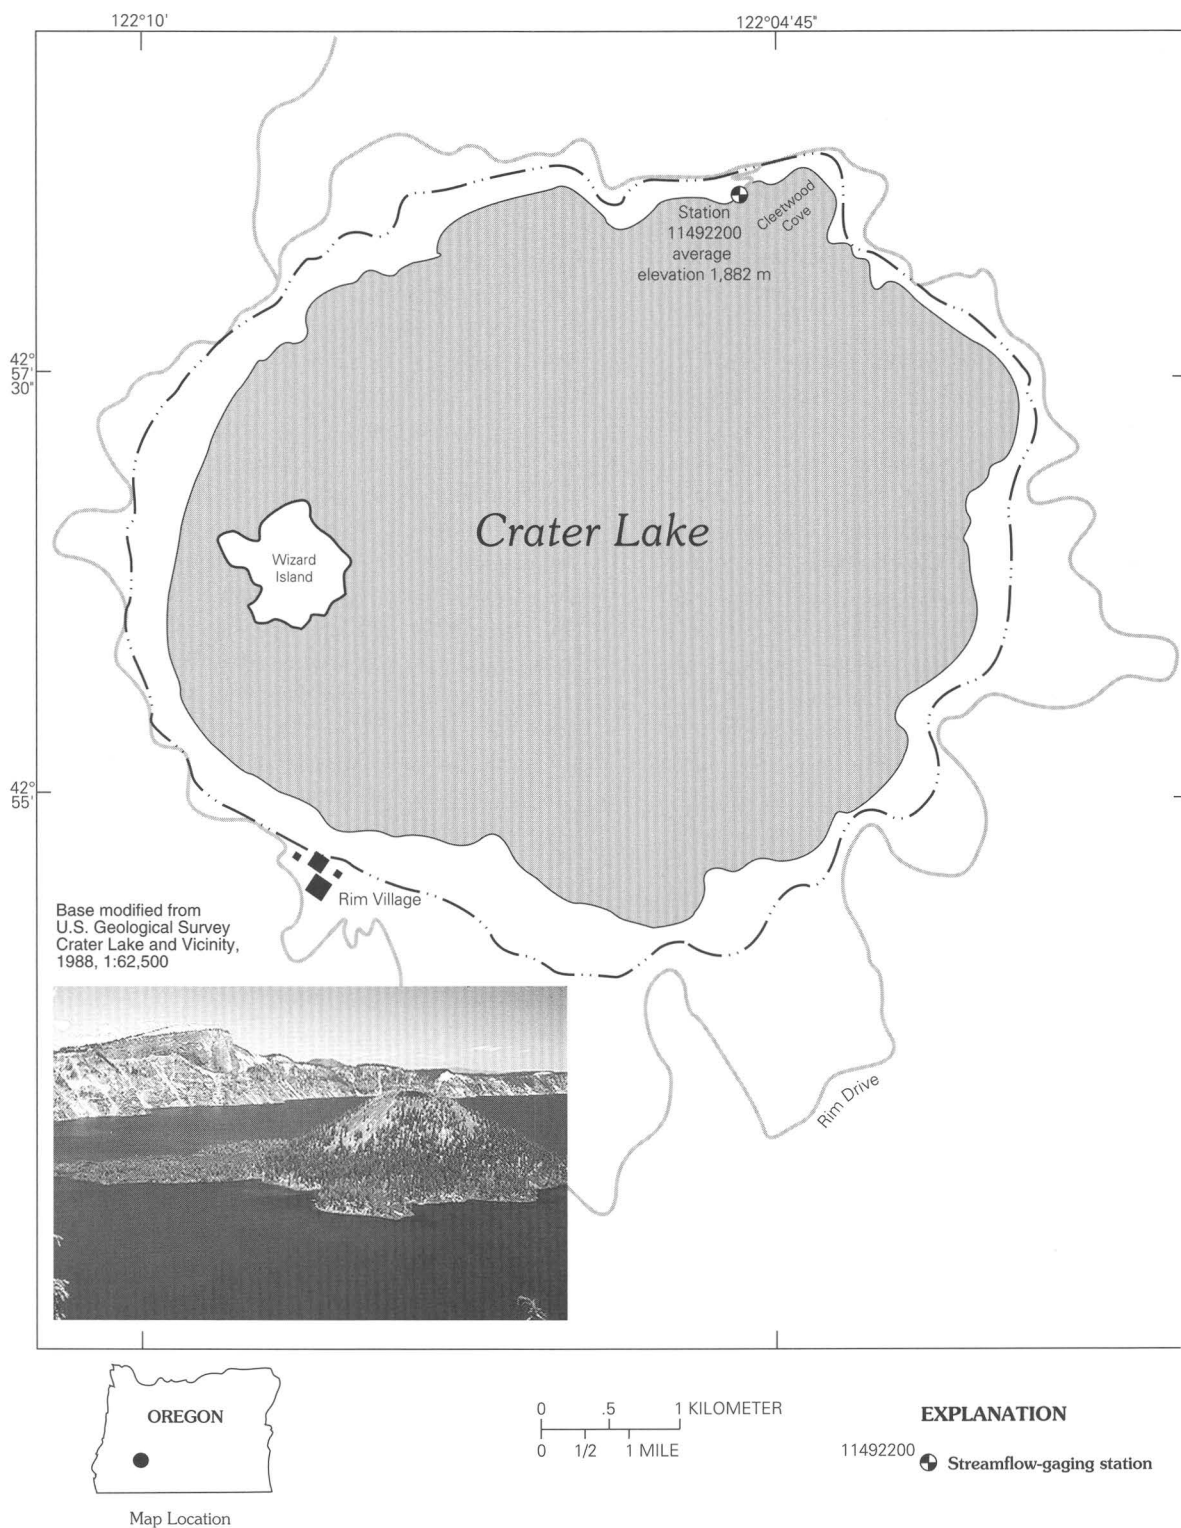 122°10'
122°04'45"
Station
11492200
average
elevation 1,882 m
Cleetwood
Cove
42°
57'
30"
Crater Lake
Wizard
Island
42°
55'
Rim Village
Base modified from
U.S. Geological Survey
Crater Lake and Vicinity,
1988, 1:62,500
Rim Drive
OREGON
Map Location
0 .5 1 KILOMETER
0 1/2 1 MILE
EXPLANATION
11492200
Streamflow-gaging station